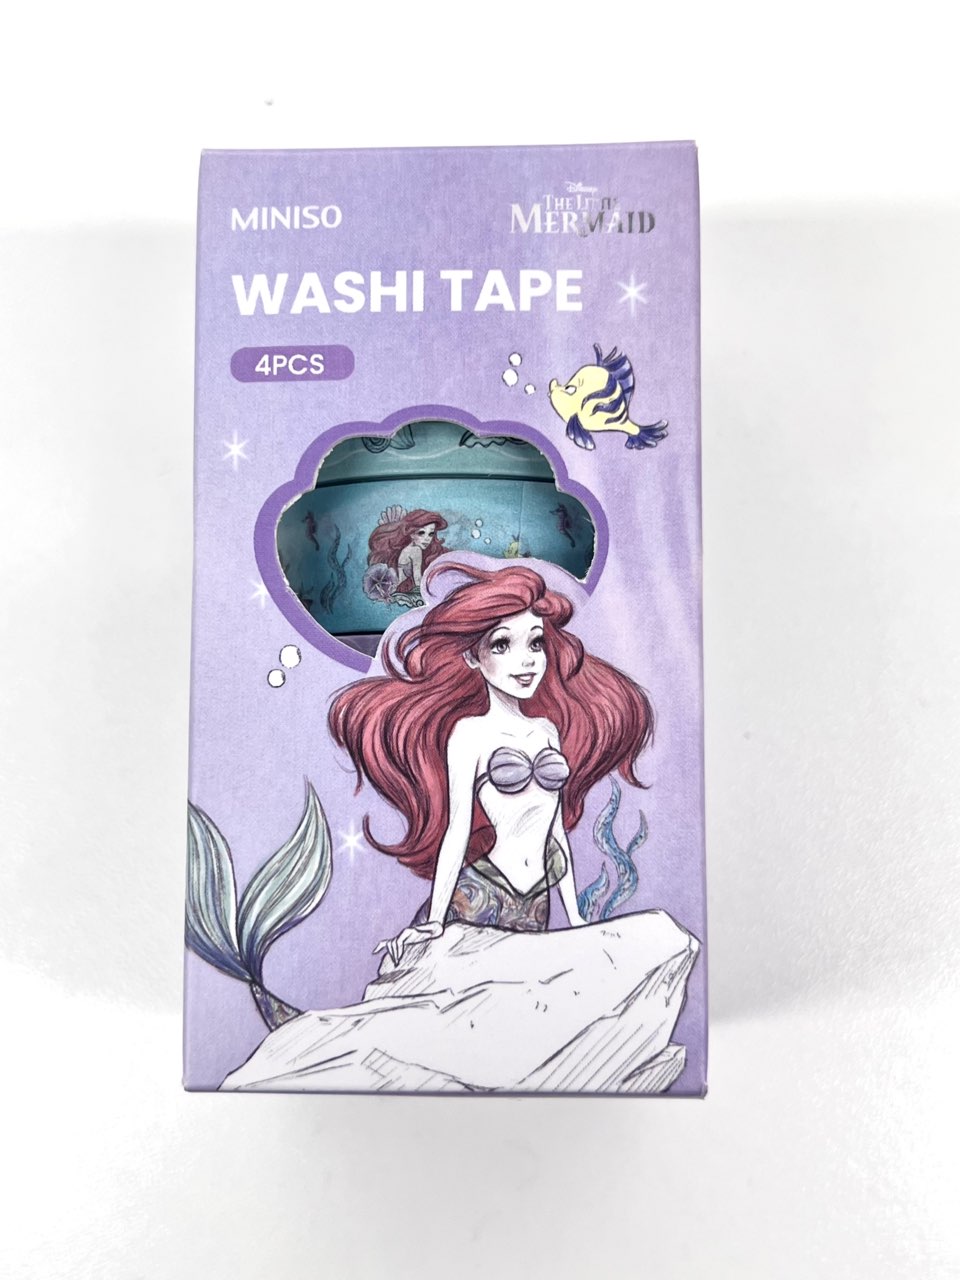 MINISO
Disney
THE LITTLE
MERMAID
WASHI TAPE
4PCS